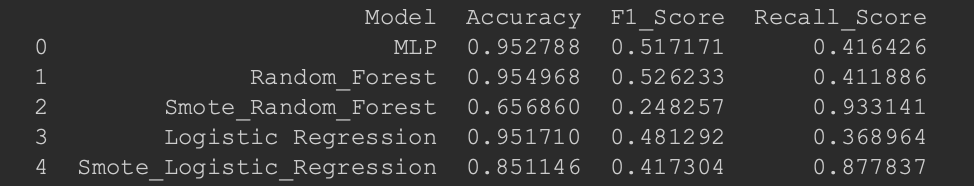 Model Accuracy F1_Score Recall_Score
0 MLP 0.952788 0.517171 0.416426
1 Random_Forest 0.954968 0.526233 0.411886
2 Smote_Random_Forest 0.656860 0.248257 0.933141
3 Logistic Regression 0.951710 0.481292 0.368964
4 Smote_Logistic_Regression 0.851146 0.417304 0.877837